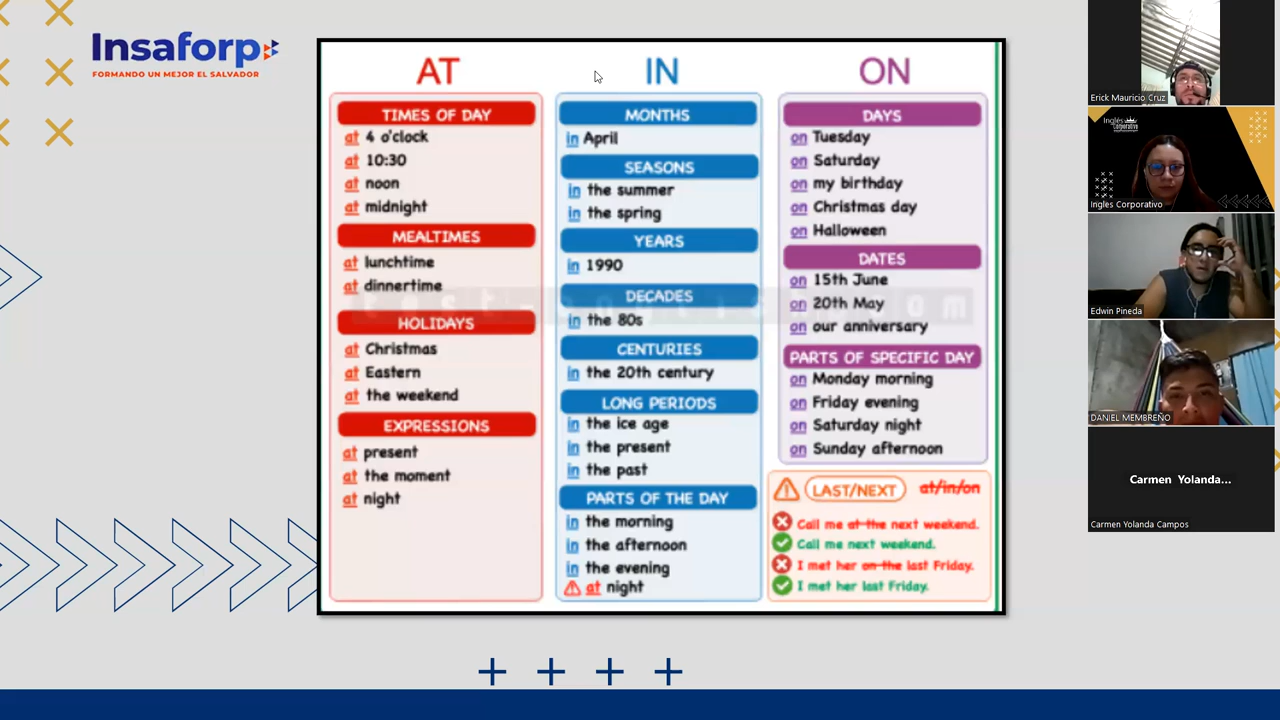 Insaforp
FORMANDO UN MEJOR EL SALVADOR
AT
TIMES OF DAY
at 4 o'clock
at 10:30
at noon
at midnight
MEALTIMES
at lunchtime
at dinnertime
HOLIDAYS
at Christmas
at Eastern
at the weekend
EXPRESSIONS
at present
at the moment
at night
IN
MONTHS
in April
SEASONS
in the summer
in the spring
YEARS
in 1990
DECADES
in the 80s
CENTURIES
in the 20th century
LONG PERIODS
in the ice age
in the present
in the past
PARTS OF THE DAY
in the morning
in the afternoon
in the evening
at night
ON
DAYS
on Tuesday
on Saturday
on my birthday
on Christmas day
on Halloween
DATES
on 15th June
on 20th May
on our anniversary
PARTS OF SPECIFIC DAY
on Monday morning
on Friday evening
on Saturday night
on Sunday afternoon
LAST/NEXT at/in/on
Call me at the next weekend.
Call me next weekend.
I met her on the last Friday.
I met her last Friday.
Erick Mauricio Cruz
Inglés
Corporativo
Ingles Corporativo
Edwin Pineda
DANIEL MEMBREÑO
Carmen Yolanda...
Carmen Yolanda Campos